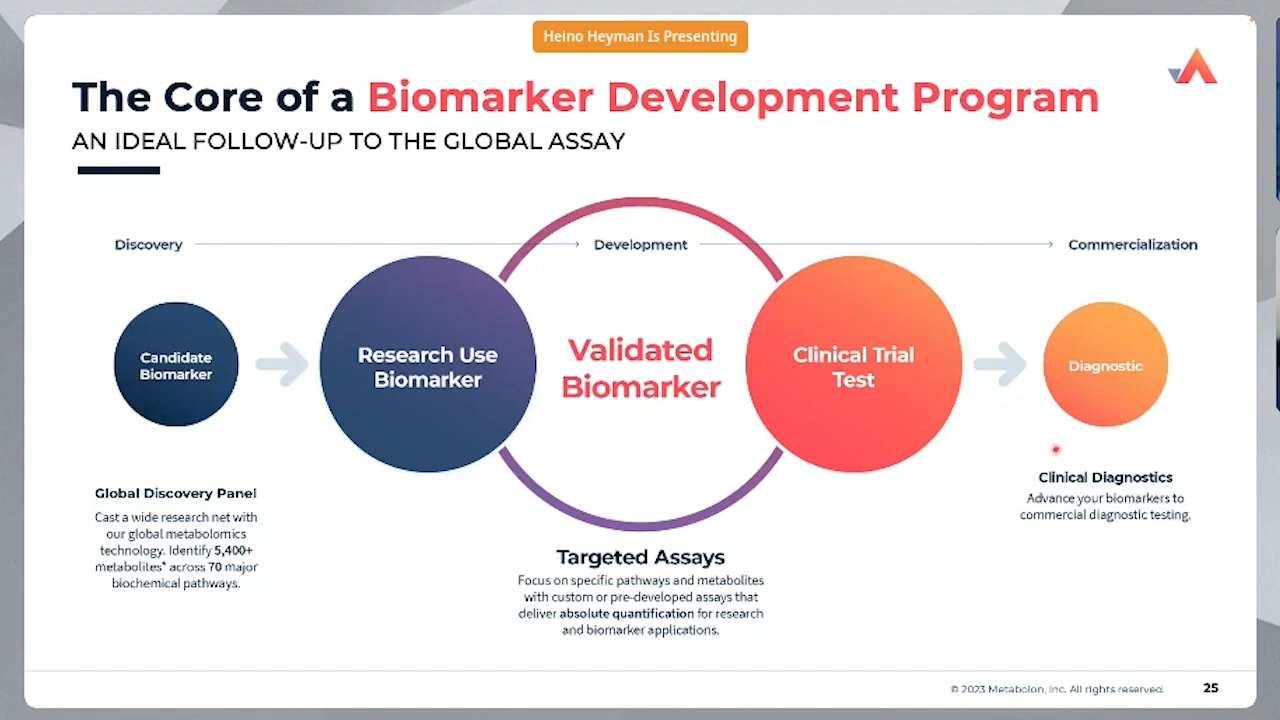 Heino Heyman Is Presenting
The Core of a Biomarker Development Program
AN IDEAL FOLLOW-UP TO THE GLOBAL ASSAY
Discovery
Development
Commercialization
Candidate
Biomarker
Research Use
Biomarker
Validated
Biomarker
Clinical Trial
Test
Diagnostic
Global Discovery Panel
Cast a wide research net with
our global metabolomics
technology. Identify 5,400+
metabolites* across 70 major
biochemical pathways.
Targeted Assays
Focus on specific pathways and metabolites
with custom or pre-developed assays that
deliver absolute quantification for research
and biomarker applications.
Clinical Diagnostics
Advance your biomarkers to
commercial diagnostic testing.
© 2023 Metabolon, Inc. All rights reserved.
25